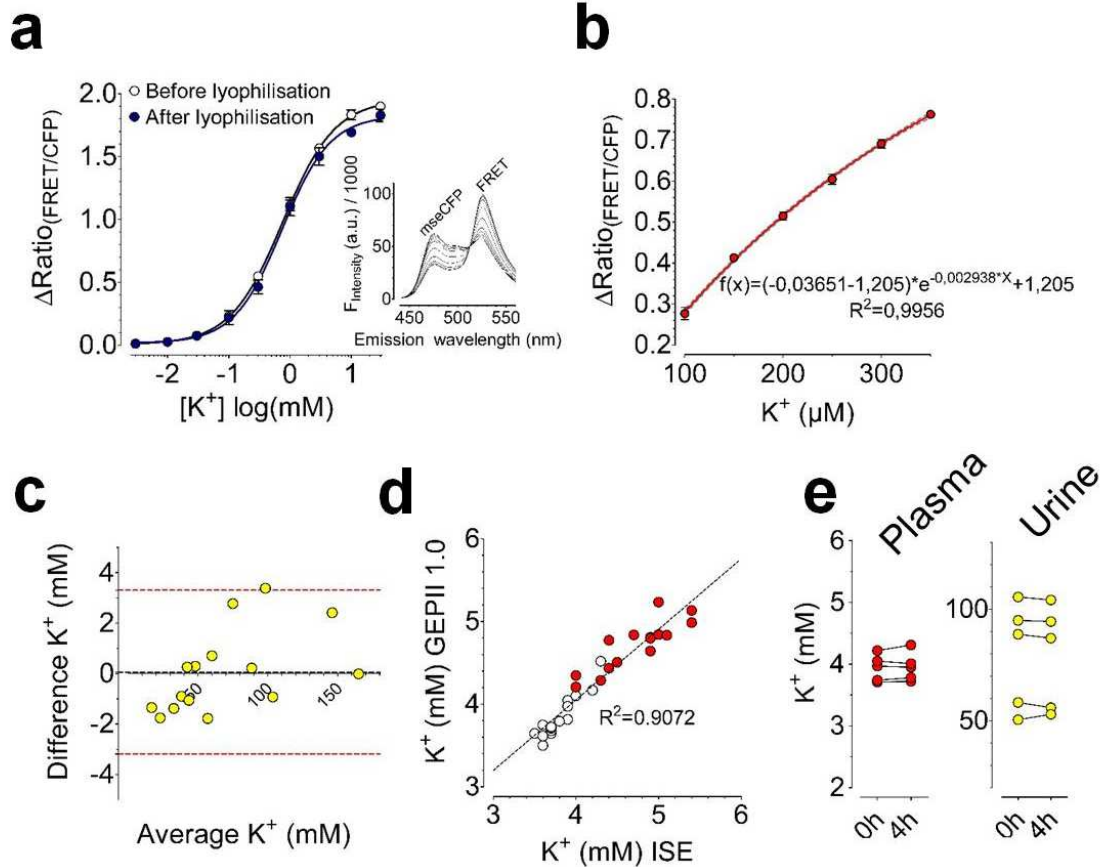 a
ΔRatio(FRET/CFP)
2.0
1.5
1.0
0.5
0.0
Before lyophilisation
After lyophilisation
-2
-1
0
1
[K+] log(mM)
FIntensity (a.u.) / 1000
100
50
0
mseCFP
FRET
450
500
550
Emission wavelength (nm)
b
ΔRatio(FRET/CFP)
0.8
0.7
0.6
0.5
0.4
0.3
0.2
f(x)=(-0,03651-1,205)*e-0,002938*X+1,205
R2=0,9956
100
200
300
K+ (µM)
c
Difference K+ (mM)
4
2
0
-2
-4
50
100
150
Average K+ (mM)
d
K+ (mM) GEPII 1.0
6
5
4
3
R2=0.9072
3
4
5
6
K+ (mM) ISE
e
Plasma
Urine
K+ (mM)
6
5
4
3
2
0h
4h
100
50
0h
4h